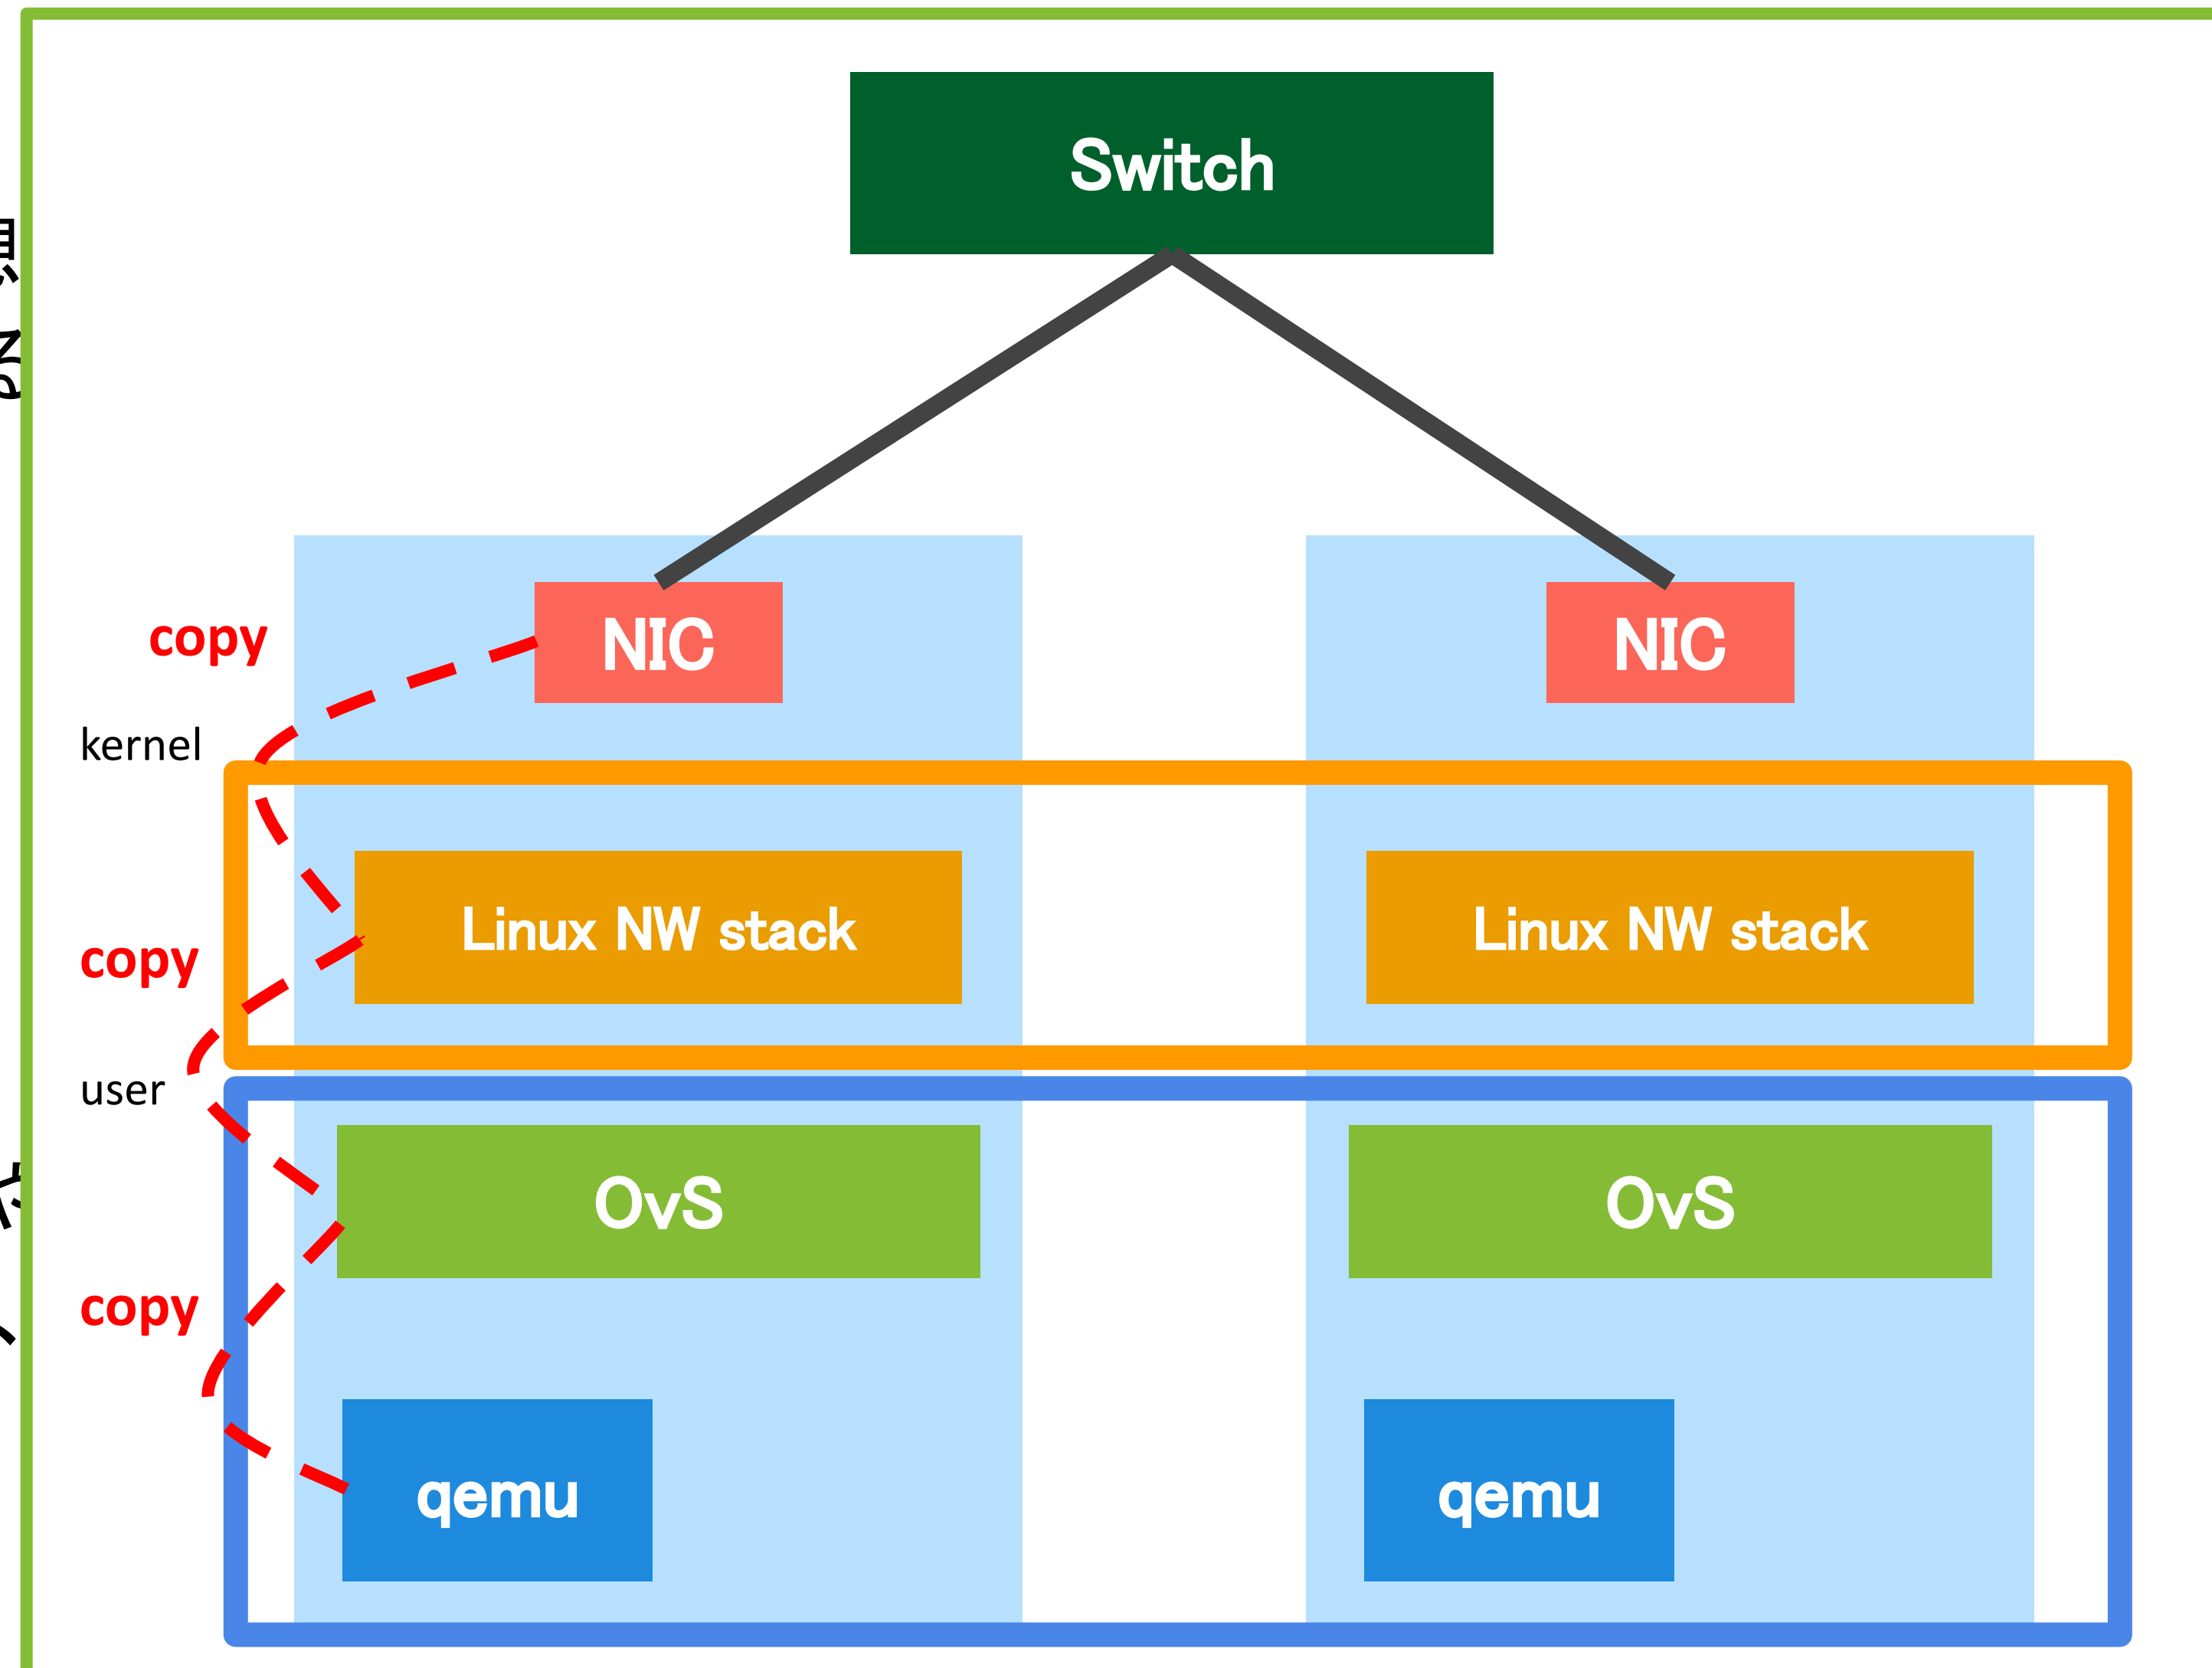 Switch
copy
NIC
NIC
kernel
Linux NW stack
Linux NW stack
copy
user
OvS
OvS
copy
qemu
qemu